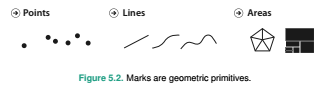 Points Lines Areas
Figure 5.2. Marks are geometric primitives.